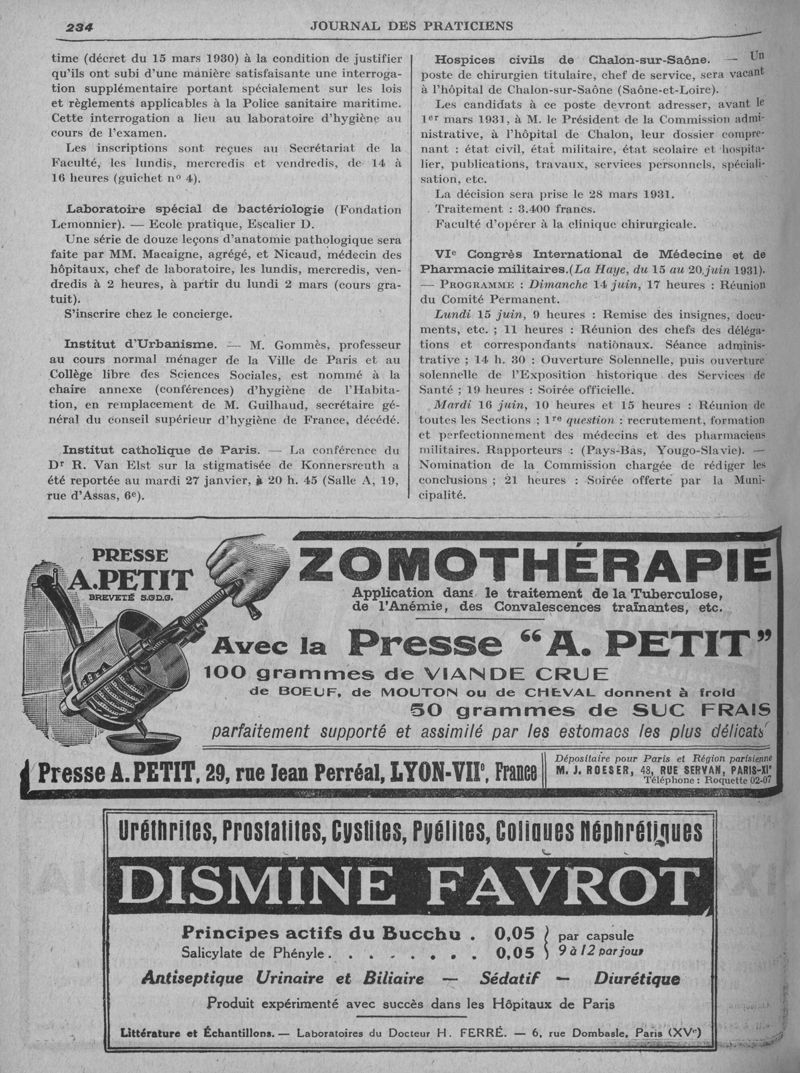 234
JOURNAL DES PRATICIENS
time (décret du 15 mars 1930) à la condition de justifier
qu'ils ont subi d'une manière satisfaisante une interroga-
tion supplémentaire portant spécialement sur les lois
et règlements applicables à la Police sanitaire maritime.
Cette interrogation a lieu au laboratoire d'hygiène au
cours de l'examen.
Les inscriptions sont reçues au Secrétariat de la
Faculté, les lundis, mercredis et vendredis, de 14 à
16 heures (guichet nº 4).
Laboratoire spécial de bactériologie (Fondation
Lemonnier). — Ecole pratique, Escalier D.
Une série de douze leçons d'anatomie pathologique sera
faite par MM. Macaigne, agrégé, et Nicaud, médecin des
hôpitaux, chef de laboratoire, les lundis, mercredis, ven-
dredis à 2 heures, à partir du lundi 2 mars (cours gra-
tuit).
S'inscrire chez le concierge.
Institut d'Urbanisme. — M. Gommès, professeur
au cours normal ménager de la Ville de Paris et au
Collège libre des Sciences Sociales, est nommé à la
chaire annexe (conférences) d'hygiène de l'Habita-
tion, en remplacement de M. Guilhaud, secrétaire gé-
néral du conseil supérieur d'hygiène de France, décédé.
Institut catholique de Paris. — La conférence du
Dr R. Van Elst sur la stigmatisée de Konnersreuth a
été reportée au mardi 27 janvier, à 20 h. 45 (Salle A, 19,
rue d'Assas, 6e).
Hospices civils de Chalon-sur-Saône. — Un
poste de chirurgien titulaire, chef de service, sera vacant
à l'hôpital de Chalon-sur-Saône (Saône-et-Loire).
Les candidats à ce poste devront adresser, avant le
1er mars 1931, à M. le Président de la Commission admi-
nistrative, à l'hôpital de Chalon, leur dossier compre-
nant : état civil, état militaire, état scolaire et hospita-
lier, publications, travaux, services personnels, spéciali-
sation, etc.
La décision sera prise le 28 mars 1931.
Traitement : 3.400 francs.
Faculté d'opérer à la clinique chirurgicale.
VIe Congrès International de Médecine et de
Pharmacie militaires.(La Haye, du 15 au 20 juin 1931).
— PROGRAMME : Dimanche 14 juin, 17 heures : Réunion
du Comité Permanent.
Lundi 15 juin, 9 heures : Remise des insignes, docu-
ments, etc. ; 11 heures : Réunion des chefs des déléga-
tions et correspondants nationaux. Séance adminis-
trative ; 14 h. 30 : Ouverture Solennelle, puis ouverture
solennelle de l'Exposition historique des Services de
Santé ; 19 heures : Soirée officielle.
Mardi 16 juin, 10 heures et 15 heures : Réunion de
toutes les Sections ; 1re question : recrutement, formation
et perfectionnement des médecins et des pharmaciens
militaires. Rapporteurs : (Pays-Bas, Yougo-Slavie). —
Nomination de la Commission chargée de rédiger les
conclusions ; 21 heures : Soirée offerte par la Muni-
cipalité.
PRESSE
A. PETIT
BREVETÉ S.G.D.G.
ZOMOTHÉRAPIE
Application dans le traitement de la Tuberculose,
de l'Anémie, des Convalescences traînantes, etc.
Avec la Presse "A. PETIT"
100 grammes de VIANDE CRUE
de BOEUF, de MOUTON ou de CHEVAL donnent à froid
50 grammes de SUC FRAIS
parfaitement supporté et assimilé par les estomacs les plus délicats
Presse A. PETIT, 29, rue Jean Perréal, LYON-VIIe, France
Dépositaire pour Paris et Région parisienne
M. J. ROESER, 43, RUE SERVAN, PARIS-XIe
Téléphone : Roquette 02-07
Uréthrites, Prostatites, Cystites, Pyélites, Coliques Néphrétiques
DISMINE FAVROT
Principes actifs du Bucchu . 0,05 } par capsule
Salicylate de Phényle . . . . . . . 0,05 } 9 à 12 par jour
Antiseptique Urinaire et Biliaire — Sédatif — Diurétique
Produit expérimenté avec succès dans les Hôpitaux de Paris
Littérature et Échantillons. — Laboratoires du Docteur H. FERRÉ. — 6, rue Dombasle, Paris (XVe)